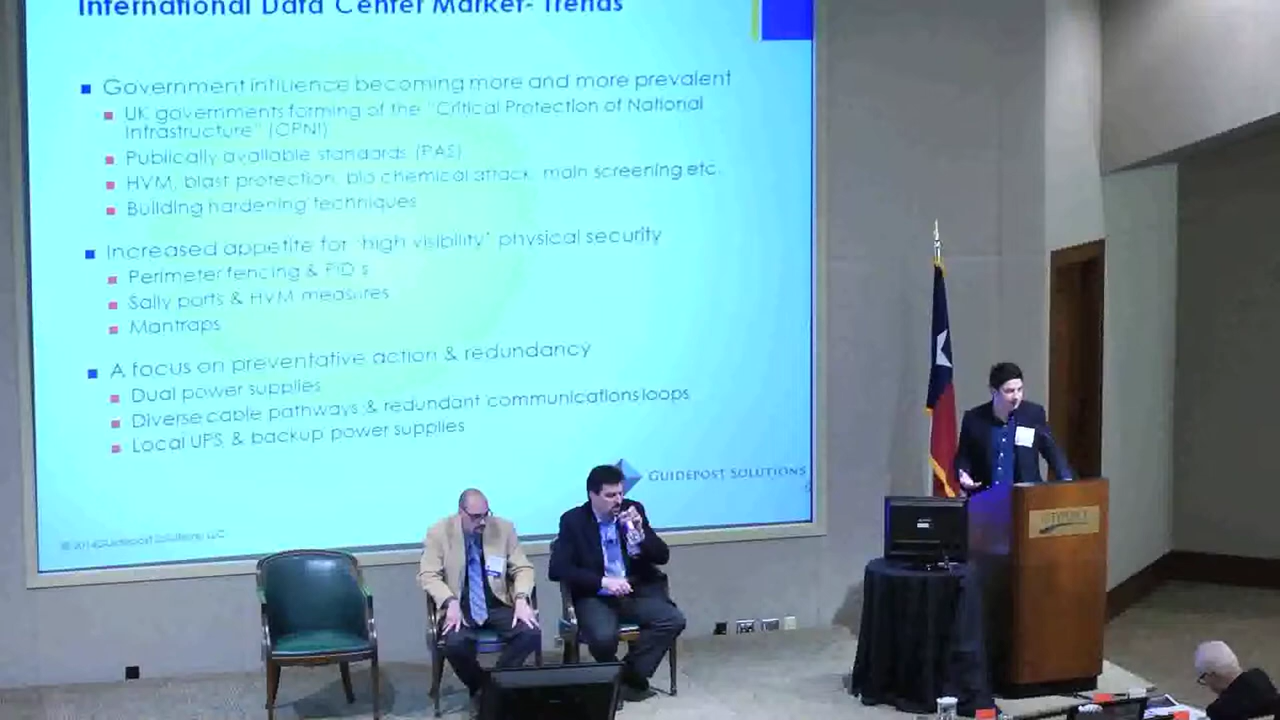 International Data Center Market- Trends
Government influence becoming more and more prevalent
UK governments forming of the "Critical Protection of National
Infrastructure" (CPNI)
Publically available standards (PAS)
HVM, blast protection, bio chemical attack, main screening etc.
Building hardening techniques
Increased appetite for 'high visibility' physical security
Perimeter fencing & PID's
Sally ports & HVM measures
Mantraps
A focus on preventative action & redundancy
Dual power supplies
Diverse cable pathways & redundant communications loops
Local UPS & backup power supplies
GUIDEPOST SOLUTIONS
© 2014 Guidepost Solutions, LLC